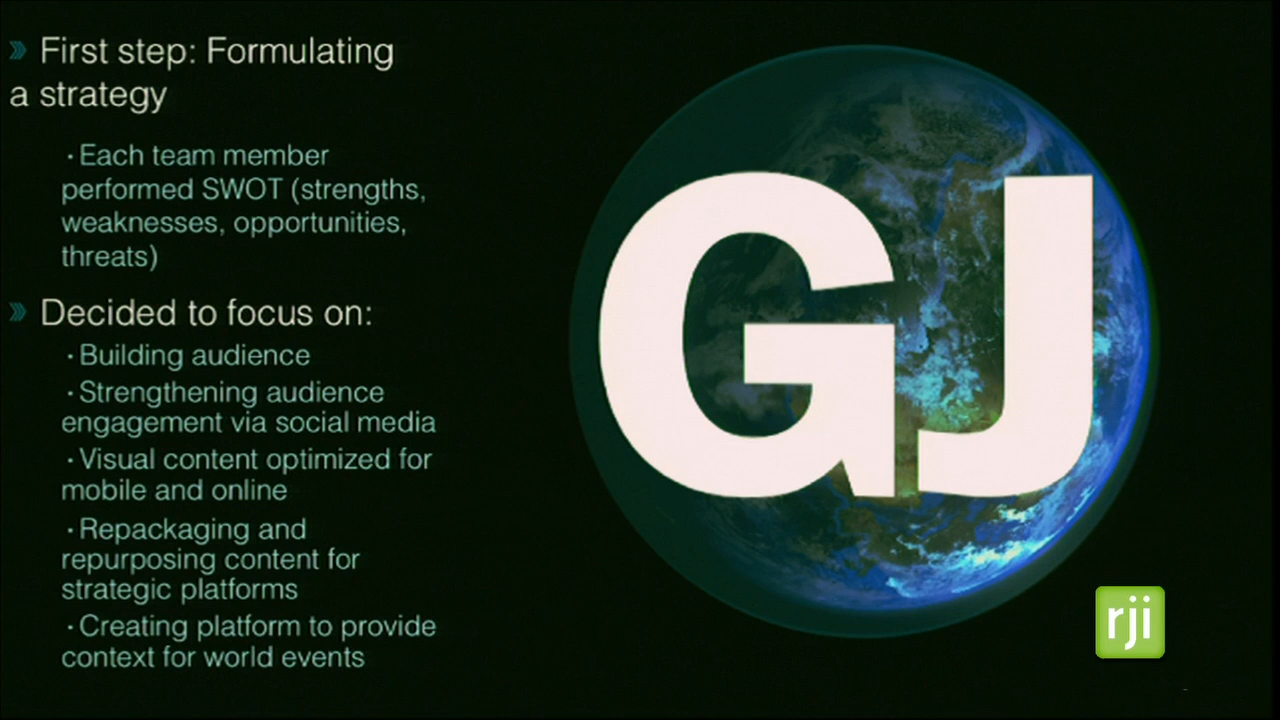 » First step: Formulating
a strategy
· Each team member
performed SWOT (strengths,
weaknesses, opportunities,
threats)
» Decided to focus on:
· Building audience
· Strengthening audience
engagement via social media
· Visual content optimized for
mobile and online
· Repackaging and
repurposing content for
strategic platforms
· Creating platform to provide
context for world events
GJ
rji